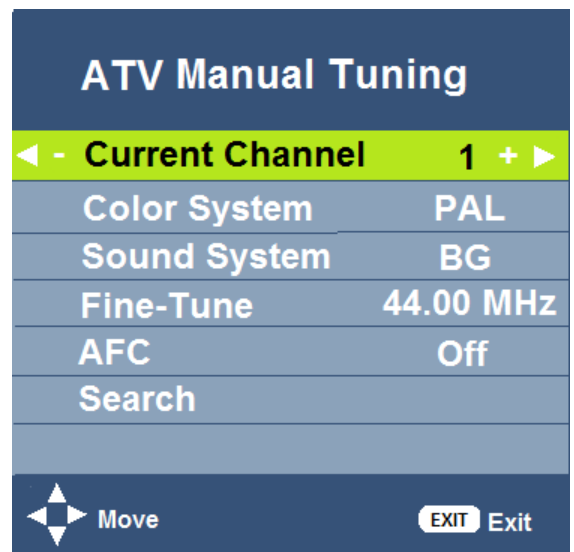 ATV Manual Tuning
- Current Channel 1 +
Color System PAL
Sound System BG
Fine-Tune 44.00 MHz
AFC Off
Search
Move EXIT Exit